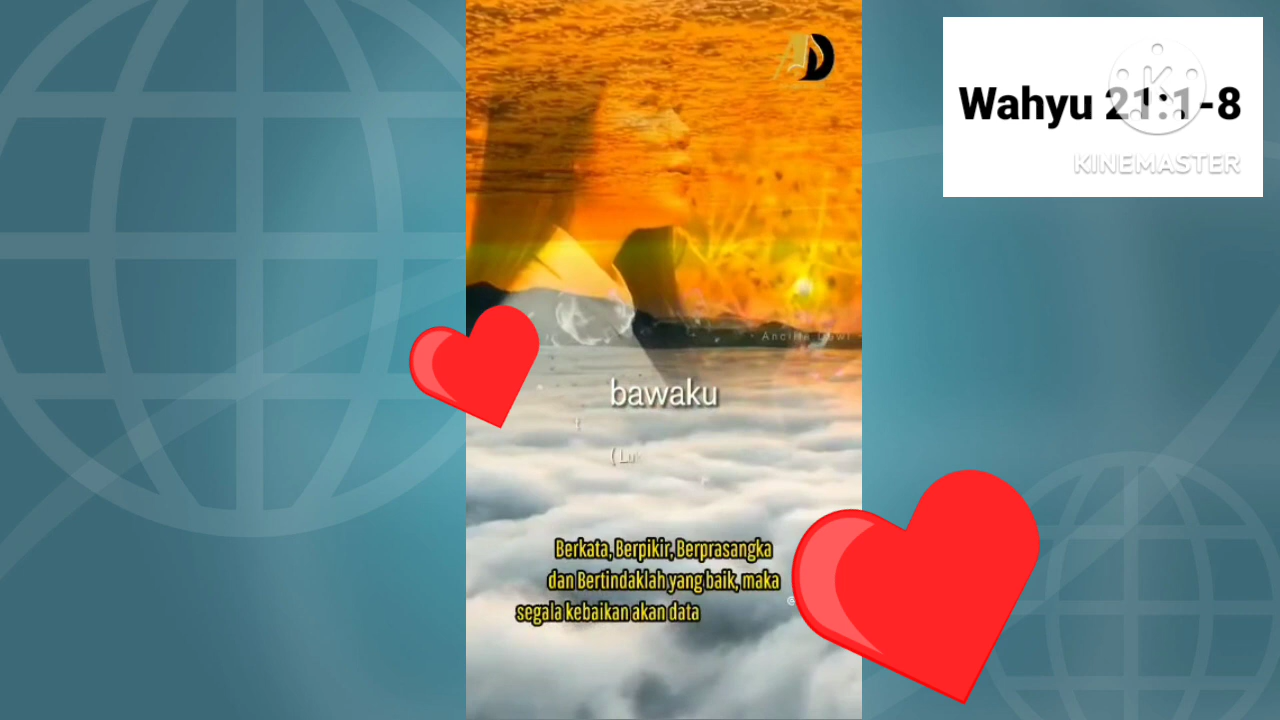 Wahyu 21:1-8
KINEMASTER
bawaku
Berkata, Berpikir, Berprasangka
dan Bertindaklah yang baik, maka
segala kebaikan akan data